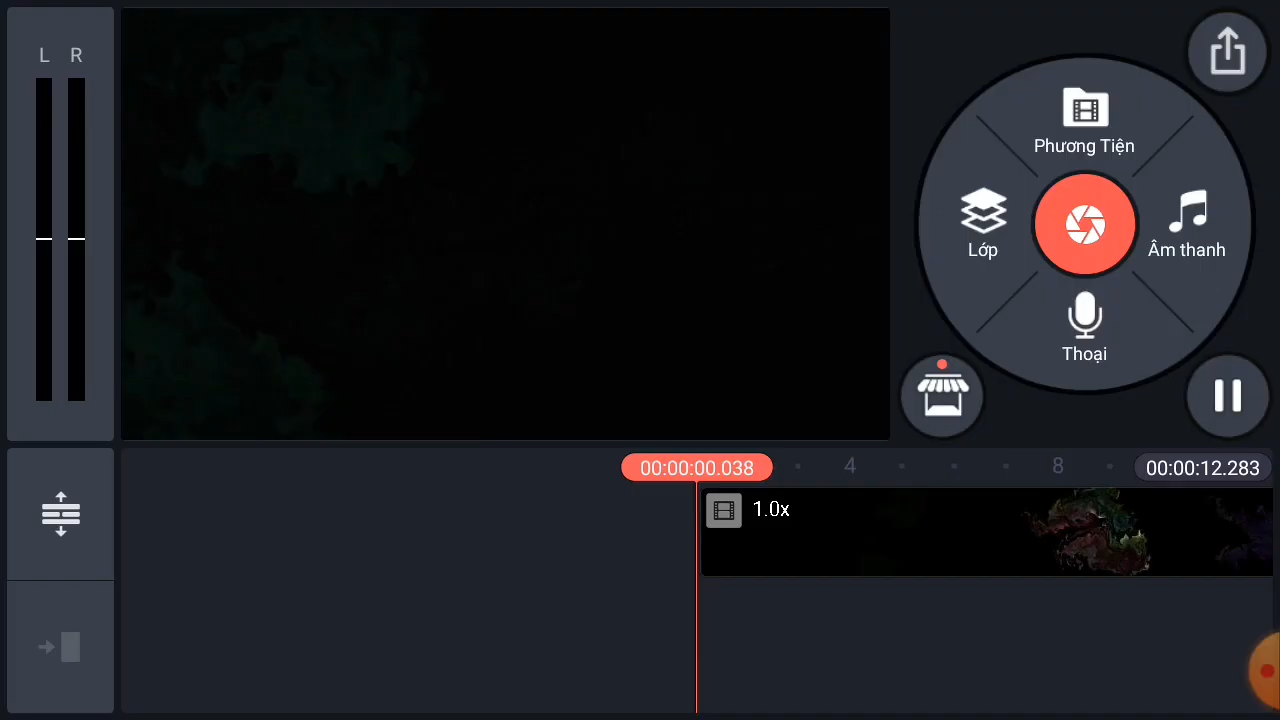 L R
Phương Tiện
Lớp
Âm thanh
Thoại
00:00:00.038
4
8
00:00:12.283
1.0x